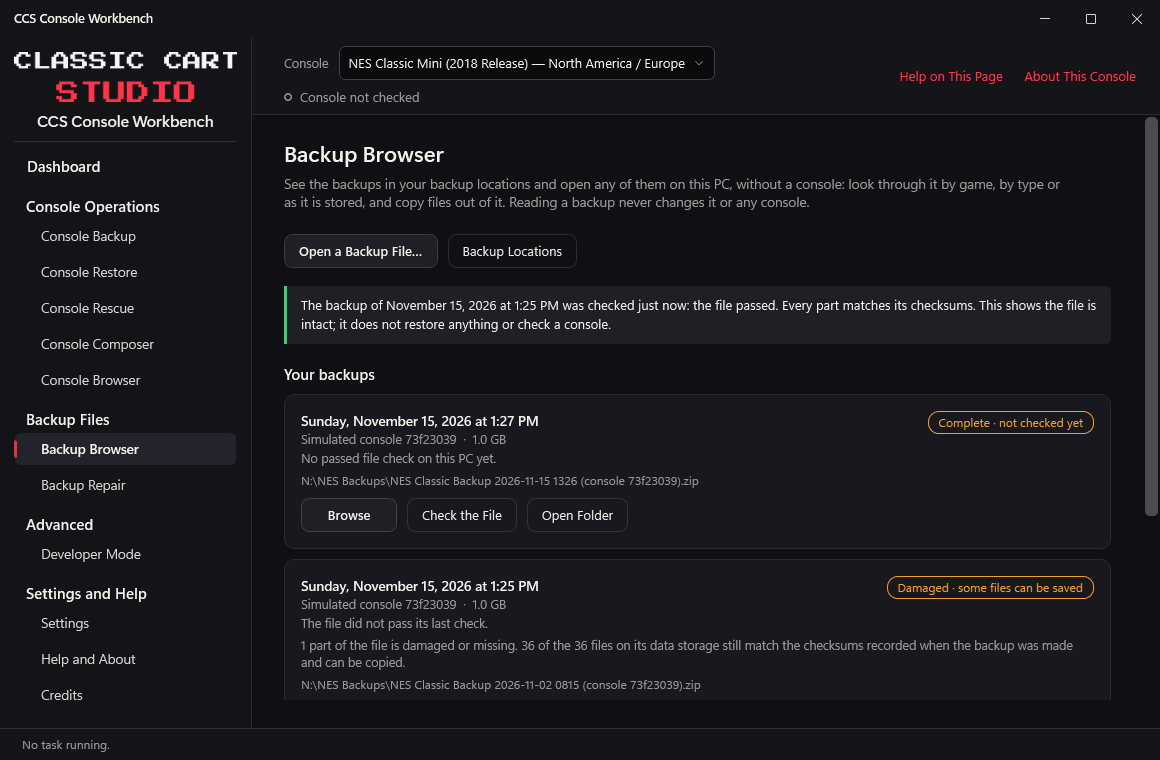 CCS Console Workbench
CLASSIC CART
STUDIO
CCS Console Workbench
Dashboard
Console Operations
Console Backup
Console Restore
Console Rescue
Console Composer
Console Browser
Backup Files
Backup Browser
Backup Repair
Advanced
Developer Mode
Settings and Help
Settings
Help and About
Credits
Console
NES Classic Mini (2018 Release) — North America / Europe
Console not checked
Help on This Page
About This Console
Backup Browser
See the backups in your backup locations and open any of them on this PC, without a console: look through it by game, by type or
as it is stored, and copy files out of it. Reading a backup never changes it or any console.
Open a Backup File...
Backup Locations
The backup of November 15, 2026 at 1:25 PM was checked just now: the file passed. Every part matches its checksums. This shows the file is
intact; it does not restore anything or check a console.
Your backups
Sunday, November 15, 2026 at 1:27 PM
Complete · not checked yet
Simulated console 73f23039 · 1.0 GB
No passed file check on this PC yet.
N:\NES Backups\NES Classic Backup 2026-11-15 1326 (console 73f23039).zip
Browse
Check the File
Open Folder
Sunday, November 15, 2026 at 1:25 PM
Damaged · some files can be saved
Simulated console 73f23039 · 1.0 GB
The file did not pass its last check.
1 part of the file is damaged or missing. 36 of the 36 files on its data storage still match the checksums recorded when the backup was made
and can be copied.
N:\NES Backups\NES Classic Backup 2026-11-02 0815 (console 73f23039).zip
No task running.